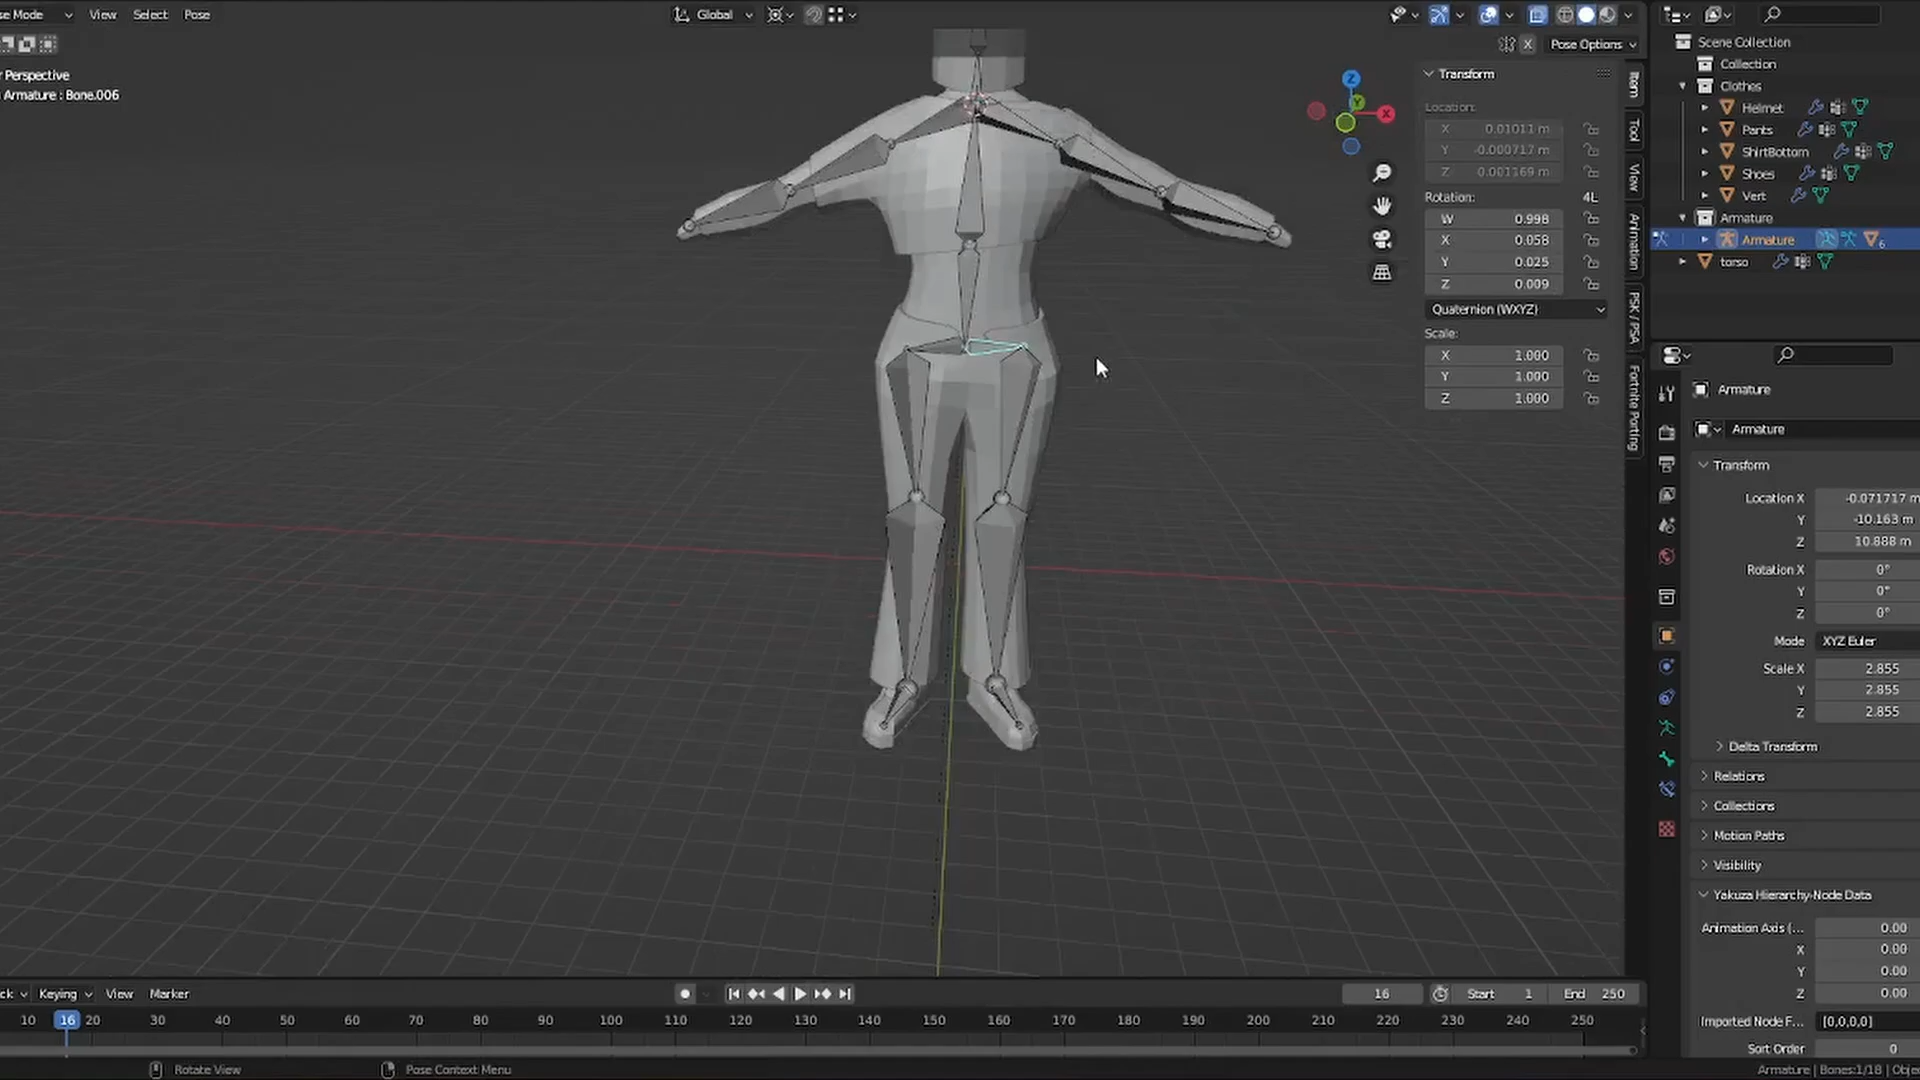 se Mode View Select Pose Global
Pose Options
r Perspective
Armature : Bone.006
Transform
Location:
X 0.01011 m
Y -0.000717 m
Z 0.001169 m
Rotation: 4L
W 0.998
X 0.058
Y 0.025
Z 0.009
Quaternion (WXYZ)
Scale:
X 1.000
Y 1.000
Z 1.000
Item
Tool
View
Animation
PSK / PSA
Fortnite Porting
Scene Collection
Collection
Clothes
Helmet
Pants
ShirtBottom
Shoes
Vert
Armature
Armature 6
torso
Armature
Armature
Transform
Location X -0.071717 m
Y -10.163 m
Z 10.888 m
Rotation X 0°
Y 0°
Z 0°
Mode XYZ Euler
Scale X 2.855
Y 2.855
Z 2.855
Delta Transform
Relations
Collections
Motion Paths
Visibility
Yakuza Hierarchy-Node Data
Animation Axis (... 0.00
X 0.00
Y 0.00
Z 0.00
Imported Node F... [0,0,0,0]
Sort Order 0
ck Keying View Marker 16 Start 1 End 250
10 16 20 30 40 50 60 70 80 90 100 110 120 130 140 150 160 170 180 190 200 210 220 230 240 250
Rotate View Pose Context Menu Armature | Bones:1/18 | Objec
X
Z
Y
X